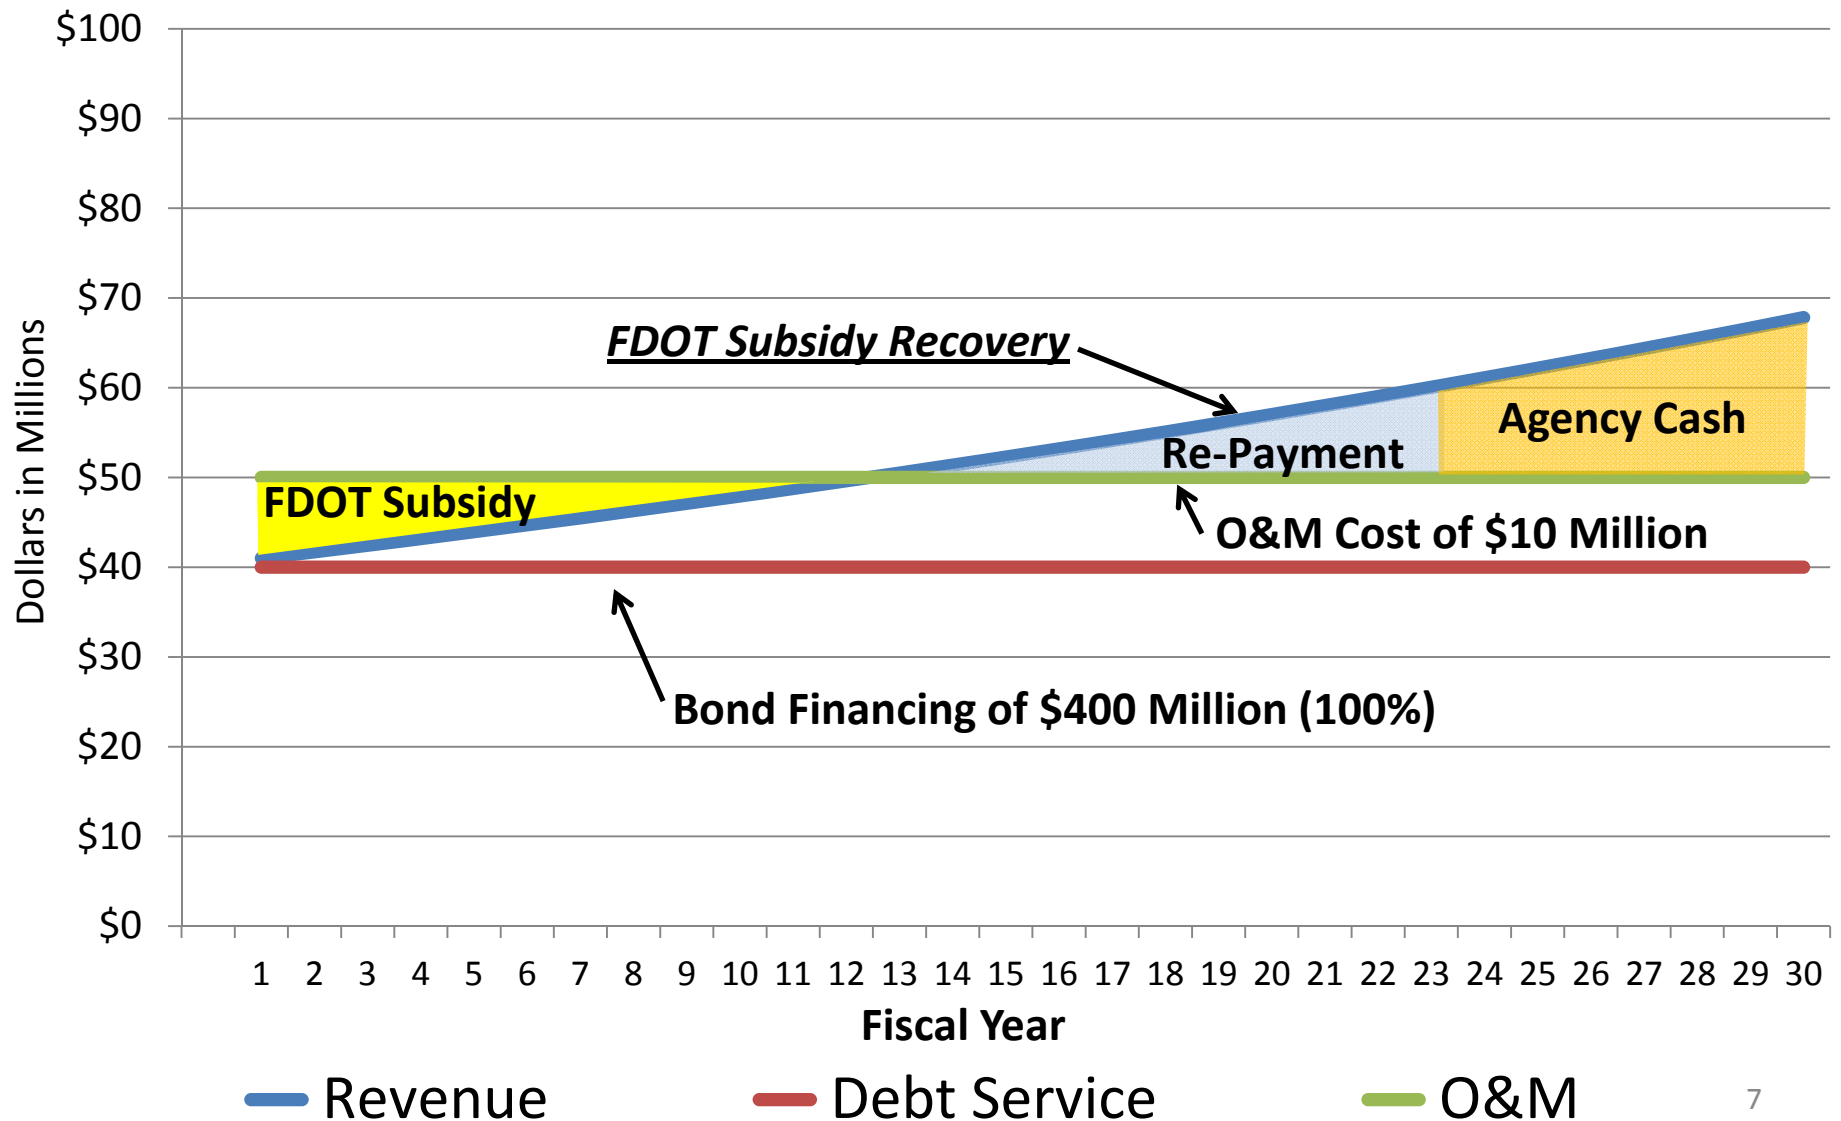 $100
$90
$80
$70
$60
$50
$40
$30
$20
$10
$0
Dollars in Millions
FDOT Subsidy Recovery
Agency Cash
Re-Payment
FDOT Subsidy
O&M Cost of $10 Million
Bond Financing of $400 Million (100%)
1 2 3 4 5 6 7 8 9 10 11 12 13 14 15 16 17 18 19 20 21 22 23 24 25 26 27 28 29 30
Fiscal Year
Revenue Debt Service O&M
7